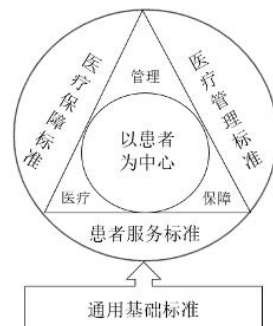 医疗保障标准
医疗管理标准
管理
以患者
为中心
医疗
保障
患者服务标准
通用基础标准